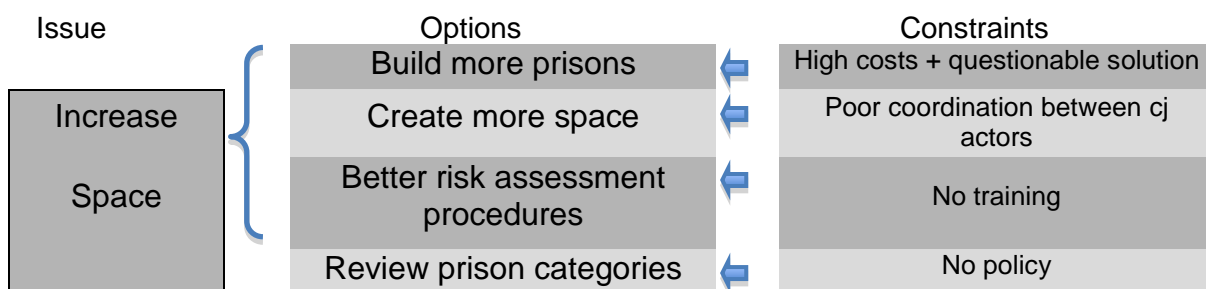 Issue
Options
Constraints
Increase
Space
Build more prisons
High costs + questionable solution
Create more space
Poor coordination between cj
actors
Better risk assessment
procedures
No training
Review prison categories
No policy